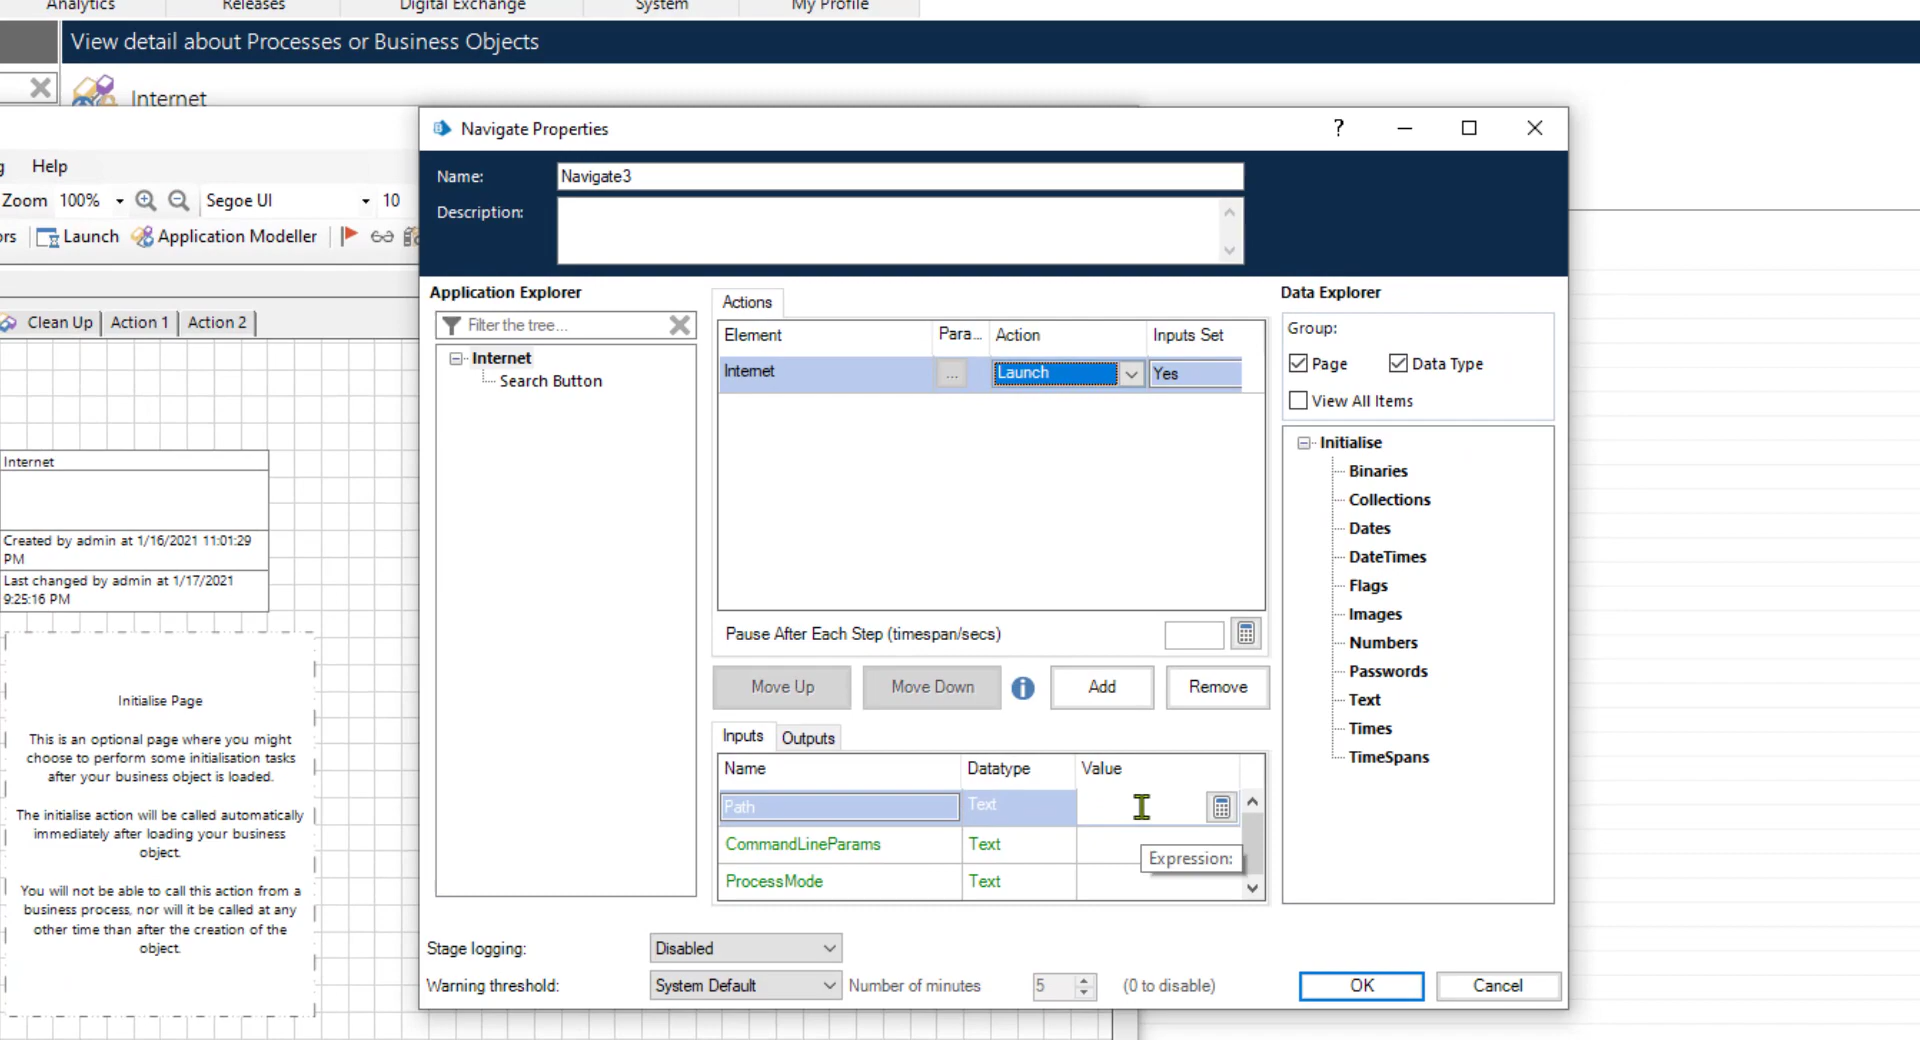 Analytics
Releases
Digital Exchange
System
My Profile
View detail about Processes or Business Objects
Internet
Help
Zoom 100%
Segoe UI
10
Launch
Application Modeller
Clean Up
Action 1
Action 2
Internet
Created by admin at 1/16/2021 11:01:29
PM
Last changed by admin at 1/17/2021
9:25:16 PM
Initialise Page
This is an optional page where you might
choose to perform some initialisation tasks
after your business object is loaded.
The initialise action will be called automatically
immediately after loading your business
object.
You will not be able to call this action from a
business process, nor will it be called at any
other time than after the creation of the
object.
Navigate Properties
?
Name:
Navigate3
Description:
Application Explorer
Filter the tree...
Internet
Search Button
Actions
Element Para... Action Inputs Set
Internet ... Launch Yes
Pause After Each Step (timespan/secs)
Move Up
Move Down
Add
Remove
Inputs
Outputs
Name Datatype Value
Path Text
CommandLineParams Text
Expression:
ProcessMode Text
Data Explorer
Group:
Page
Data Type
View All Items
Initialise
Binaries
Collections
Dates
DateTimes
Flags
Images
Numbers
Passwords
Text
Times
TimeSpans
Stage logging:
Disabled
Warning threshold:
System Default
Number of minutes
5
(0 to disable)
OK
Cancel